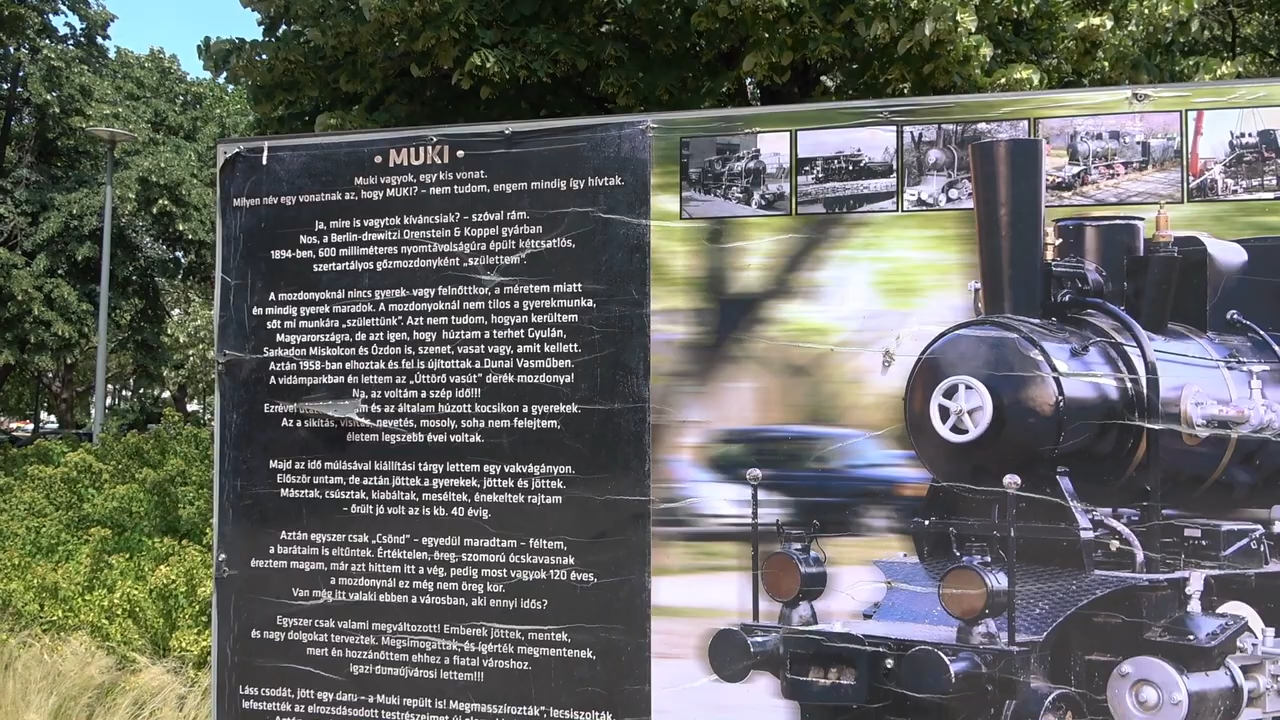 • MUKI •
Muki vagyok, egy kis vonat.
Milyen név egy vonatnak az, hogy MUKI? – nem tudom, engem mindig így hívtak.
Ja, mire is vagytok kíváncsiak? – szóval rám.
Nos, a Berlin-drewitzi Orenstein & Koppel gyárban
1894-ben, 600 milliméteres nyomtávolságúra épült kétcsatlós,
szertartályos gőzmozdonyként „születtem”.
A mozdonyoknál nincs gyerek- vagy felnőttkor, a méretem miatt
én mindig gyerek maradok. A mozdonyoknál nem tilos a gyerekmunka,
sőt mi munkára „születtünk”. Azt nem tudom, hogyan kerültem
Magyarországra, de azt igen, hogy húztam a terhet Gyulán,
Sarkadon Miskolcon és Ózdon is, szenet, vasat vagy, amit kellett.
Aztán 1958-ban elhoztak és fel is újítottak a Dunai Vasműben.
A vidámparkban én lettem az „Úttörő vasút” derék mozdonya!
Na, az voltám a szép idő!!!
Ezrével és az általam húzott kocsikon a gyerekek.
Az a sikítás, visítás, nevetés, mosoly, soha nem felejtem,
életem legszebb évei voltak.
Majd az idő múlásával kiállítási tárgy lettem egy vakvágányon.
Először untam, de aztán jöttek a gyerekek, jöttek és jöttek.
Másztak, csúsztak, kiabáltak, meséltek, énekeltek rajtam
– őrült jó volt az is kb. 40 évig.
Aztán egyszer csak „Csönd” – egyedül maradtam – féltem,
a barátaim is eltűntek. Értéktelen, öreg, szomorú ócskavasnak
éreztem magam, már azt hittem itt a vég, pedig most vagyok 120 éves,
a mozdonynál ez még nem öreg kor.
Van még itt valaki ebben a városban, aki ennyi idős?
Egyszer csak valami megváltozott! Emberek jöttek, mentek,
és nagy dolgokat terveztek. Megsimogattak, és ígérték megmentenek,
mert én hozzánőttem ehhez a fiatal városhoz.
igazi dunaújvárosi lettem!!!
Láss csodát, jött egy daru – a Muki repült is! Megmasszírozták”, lecsiszolták,
lefestették az elrozsdásodott testrészeimet új